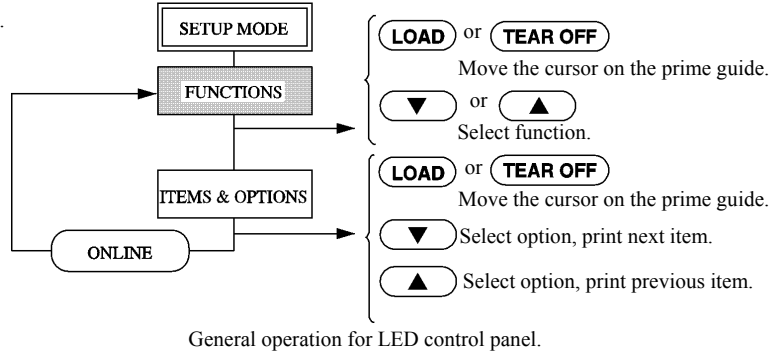 SETUP MODE
LOAD or TEAR OFF
Move the cursor on the prime guide.
FUNCTIONS
▼ or ▲
Select function.
ITEMS & OPTIONS
LOAD or TEAR OFF
Move the cursor on the prime guide.
▼ Select option, print next item.
ONLINE
▲ Select option, print previous item.
General operation for LED control panel.